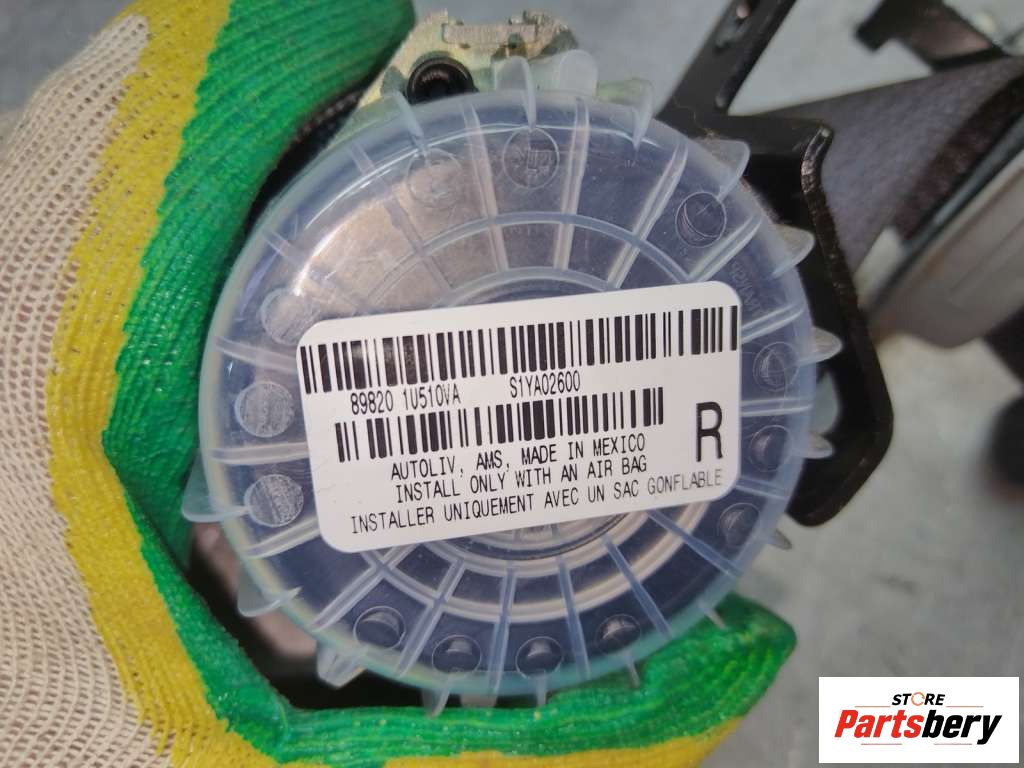 89820 1U510VA S1YA02600
AUTOLIV, AMS, MADE IN MEXICO
INSTALL ONLY WITH AN AIR BAG
INSTALLER UNIQUEMENT AVEC UN SAC GONFLABLE
R
STORE
Partsbery